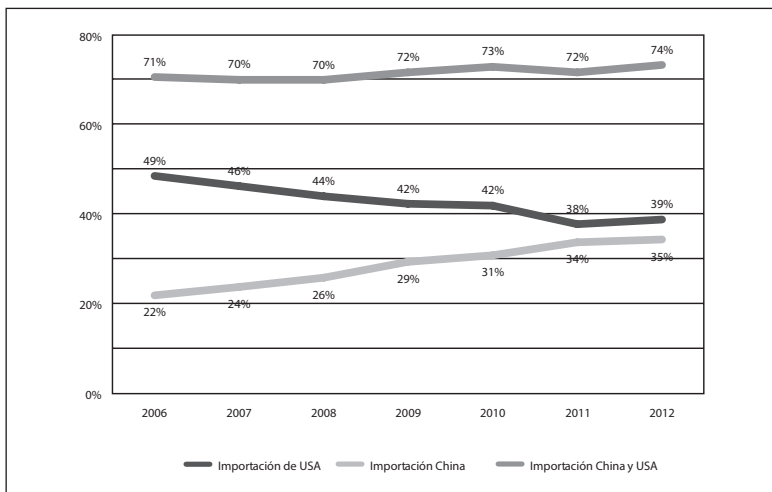 80%
71% 70% 70% 72% 73% 72% 74%
60%
49% 46% 44% 42% 42% 38% 39%
40%
22% 24% 26% 29% 31% 34% 35%
20%
0%
2006 2007 2008 2009 2010 2011 2012
Importación de USA Importación China Importación China y USA